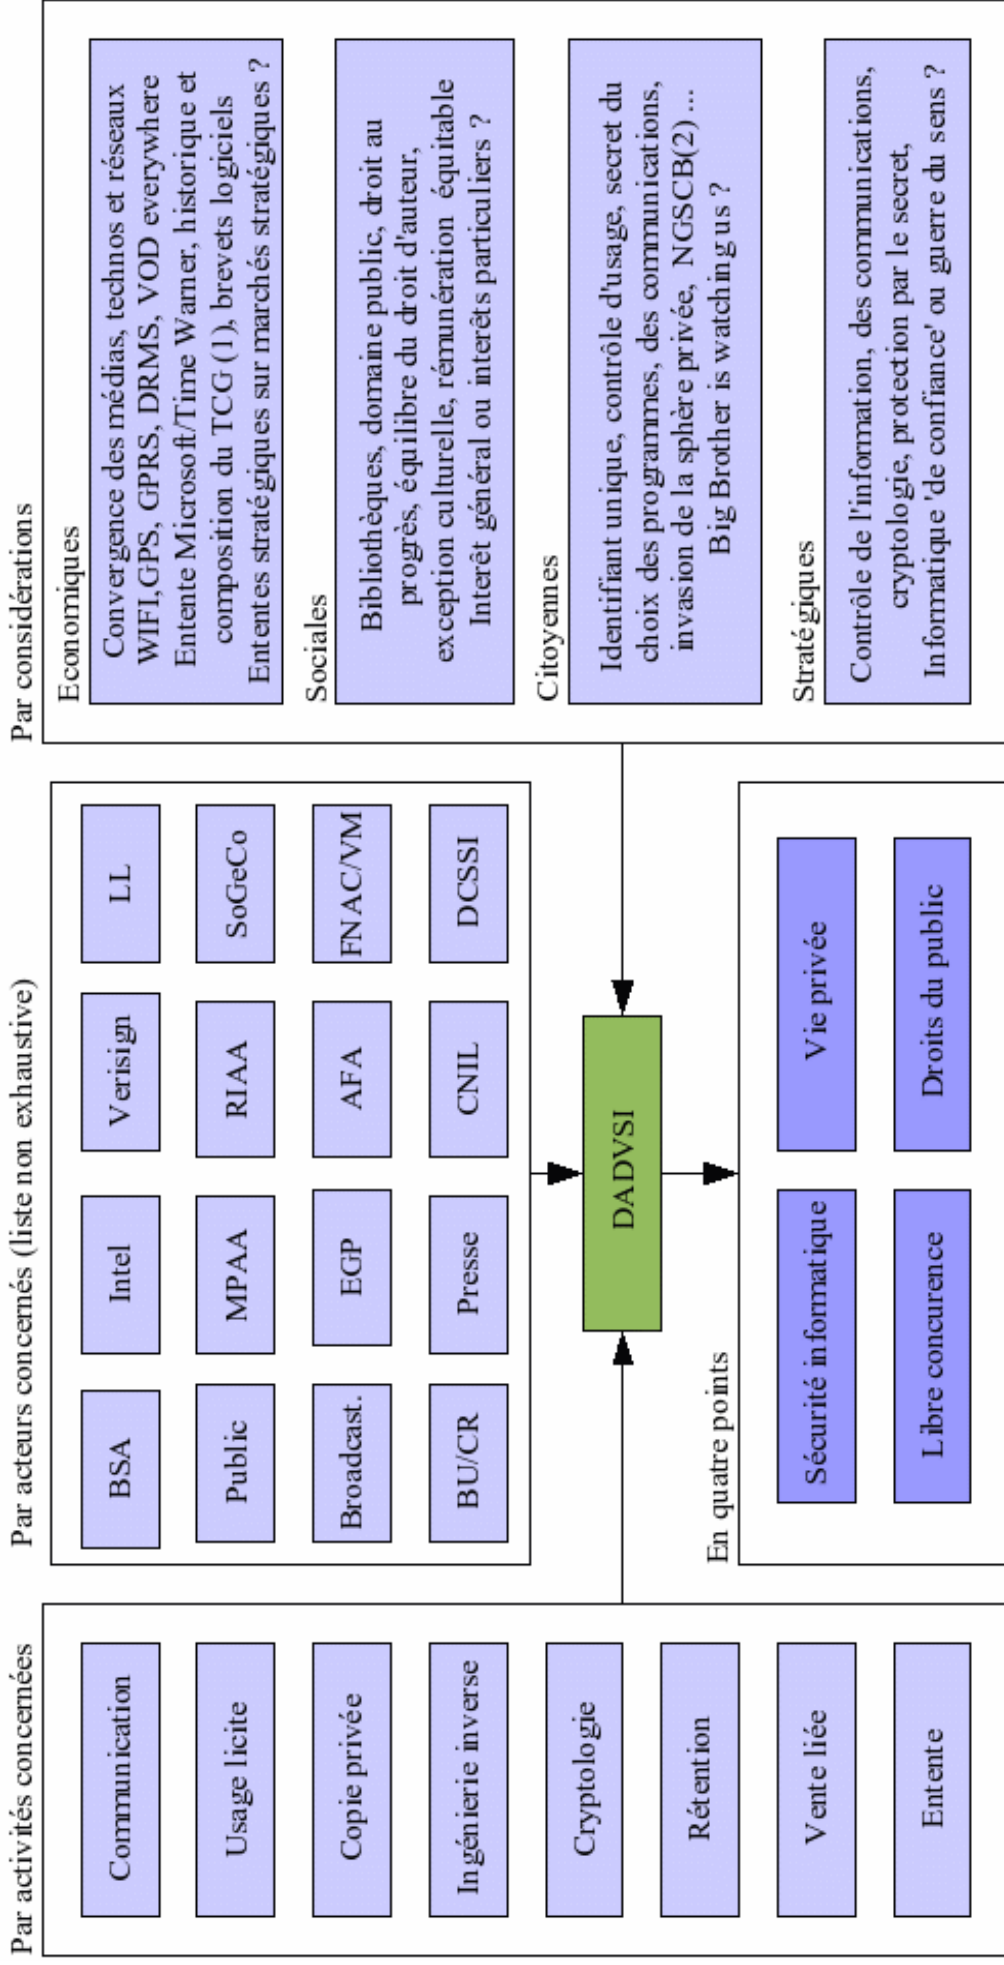 Par activités concernées
Communication
Usage licite
Copie privée
Ingénierie inverse
Cryptologie
Rétention
Vente liée
Entente
Par acteurs concernés (liste non exhaustive)
BSA
Intel
Verisign
LL
Public
MPAA
RIAA
SoGeCo
Broadcast.
EGP
AFA
FNAC/VM
BU/CR
Presse
CNIL
DCSSI
DADVSI
En quatre points
Sécurité informatique
Vie privée
Libre concurence
Droits du public
Par considérations
Economiques
Convergence des médias, technos et réseaux
WIFI,GPS, GPRS, DRMS, VOD everywhere
Entente Microsoft/Time Warner, historique et
composition du TCG (1), brevets logiciels
Ententes stratégiques sur marchés stratégiques ?
Sociales
Bibliothèques, domaine public, droit au
progrès, équilibre du droit d'auteur,
exception culturelle, rémunération équitable
Interêt général ou interêts particuliers ?
Citoyennes
Identifiant unique, contrôle d'usage, secret du
choix des programmes, des communications,
invasion de la sphère privée, NGSCB(2) ...
Big Brother is watching us ?
Stratégiques
Contrôle de l'information, des communications,
cryptologie, protection par le secret,
Informatique 'de confiance' ou guerre du sens ?